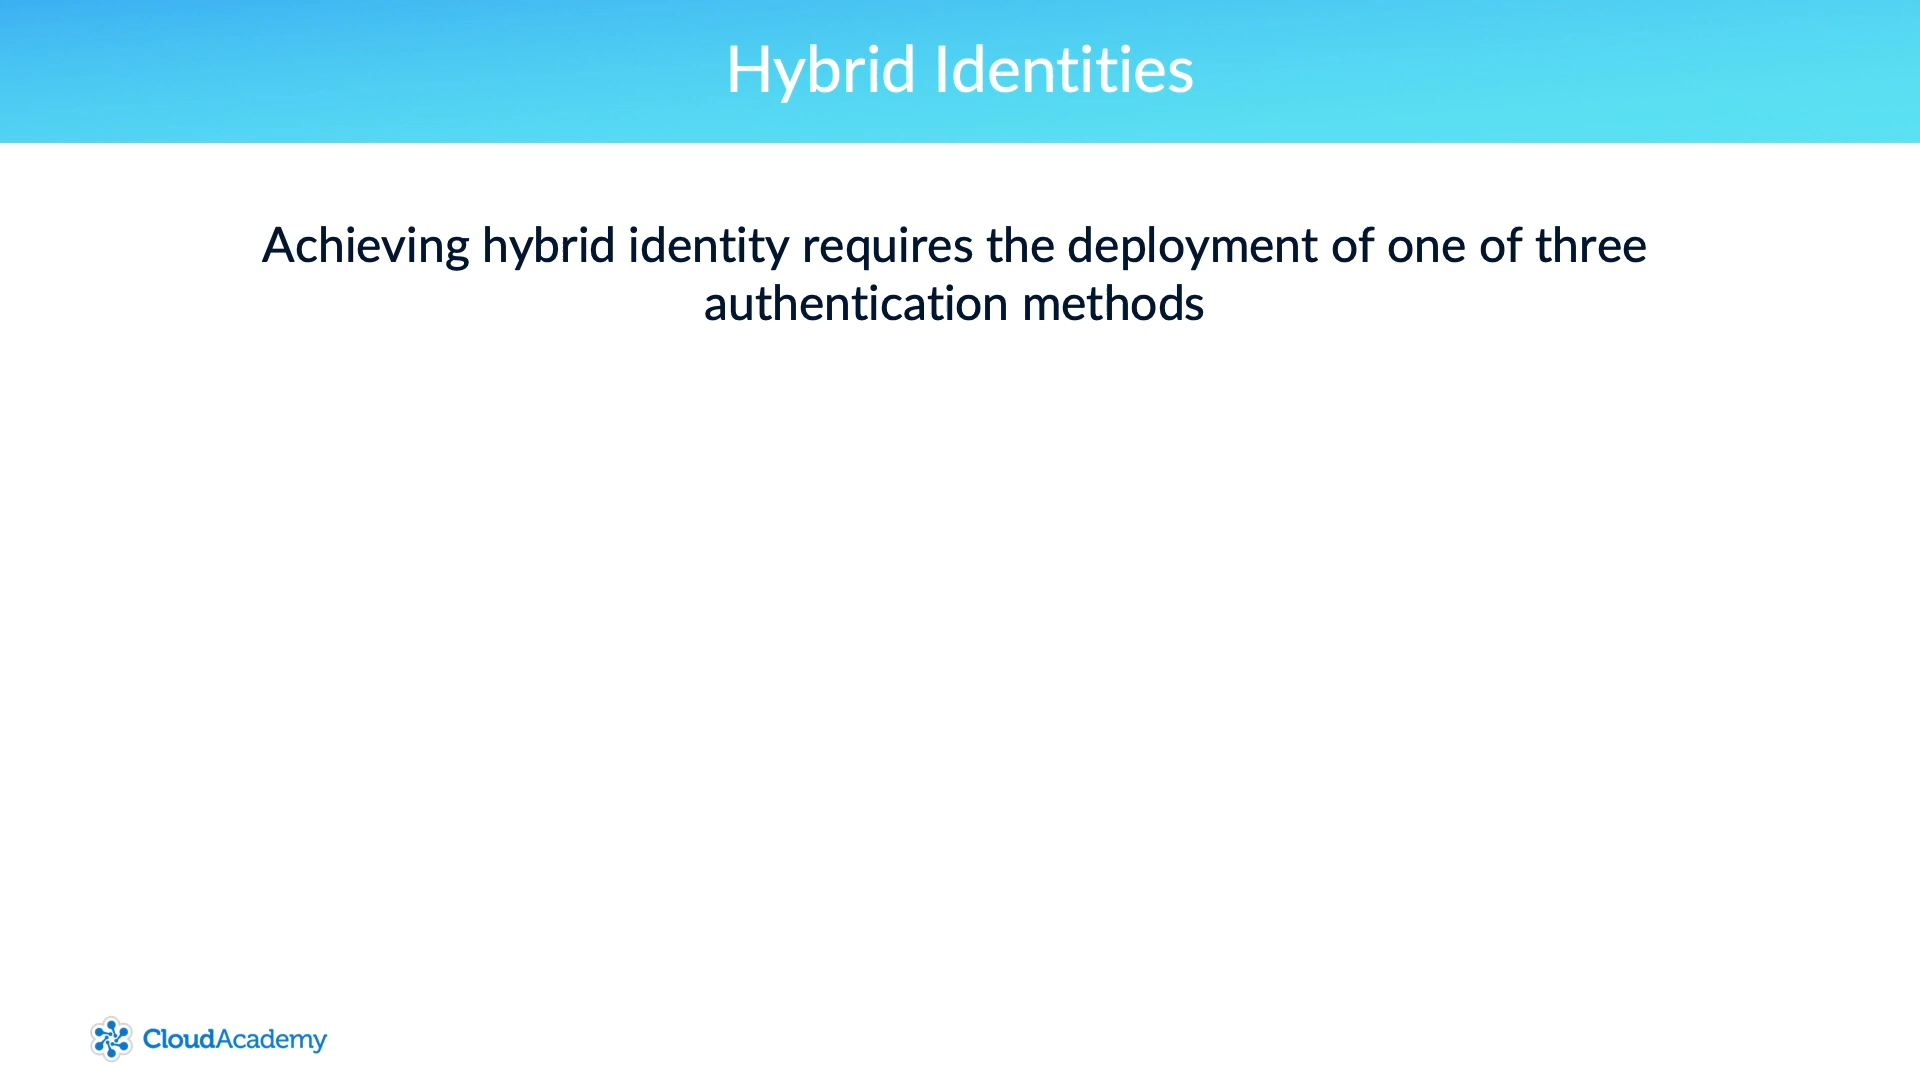 Hybrid Identities
Achieving hybrid identity requires the deployment of one of three
authentication methods
CloudAcademy